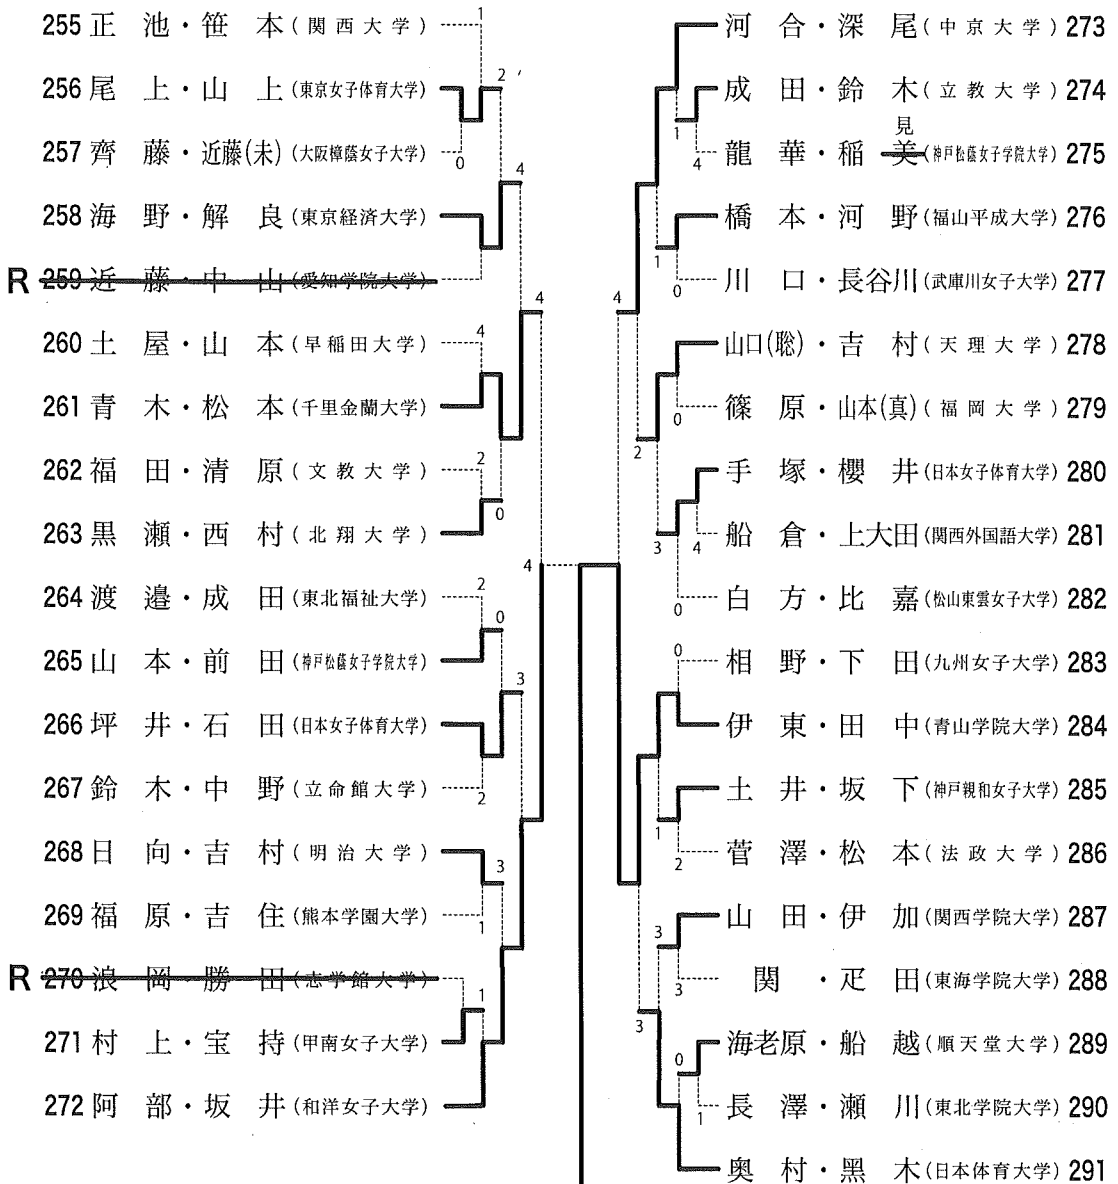 255 正池・笹本(関西大学)
256 尾上・山上(東京女子体育大学)
257 齊藤・近藤(未)(大阪樟蔭女子大学)
258 海野・解良(東京経済大学)
R 259 近藤・中山(愛知学院大学)
260 土屋・山本(早稲田大学)
261 青木・松本(千里金蘭大学)
262 福田・清原(文教大学)
263 黒瀬・西村(北翔大学)
264 渡邉・成田(東北福祉大学)
265 山本・前田(神戸松蔭女子学院大学)
266 坪井・石田(日本女子体育大学)
267 鈴木・中野(立命館大学)
268 日向・吉村(明治大学)
269 福原・吉住(熊本学園大学)
R 270 浪岡・勝田(志学館大学)
271 村上・宝持(甲南女子大学)
272 阿部・坂井(和洋女子大学)
1
2
0
4
4
4
2
0
2
0
3
2
3
1
1
4
河合・深尾(中京大学) 273
成田・鈴木(立教大学) 274
見
龍華・稲美(神戸松蔭女子学院大学) 275
橋本・河野(福山平成大学) 276
川口・長谷川(武庫川女子大学) 277
山口(聡)・吉村(天理大学) 278
篠原・山本(真)(福岡大学) 279
手塚・櫻井(日本女子体育大学) 280
船倉・上大田(関西外国語大学) 281
白方・比嘉(松山東雲女子大学) 282
相野・下田(九州女子大学) 283
伊東・田中(青山学院大学) 284
土井・坂下(神戸親和女子大学) 285
菅澤・松本(法政大学) 286
山田・伊加(関西学院大学) 287
関・疋田(東海学院大学) 288
海老原・船越(順天堂大学) 289
長澤・瀬川(東北学院大学) 290
奥村・黒木(日本体育大学) 291
1
4
1
0
4
0
2
3
4
0
0
1
2
3
3
3
0
1